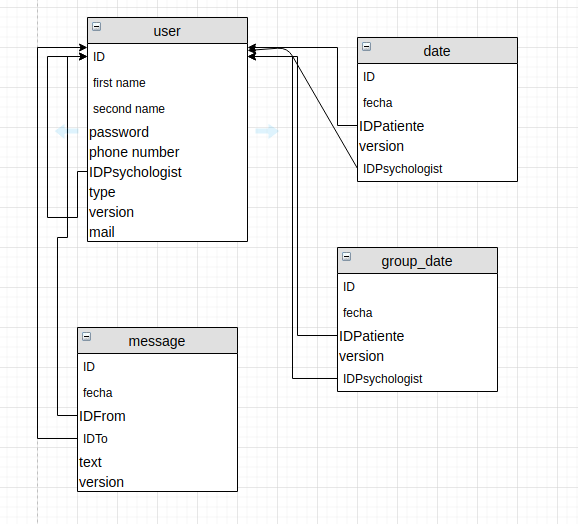 user
ID
first name
second name
password
phone number
IDPsychologist
type
version
mail
date
ID
fecha
IDPatiente
version
IDPsychologist
group_date
ID
fecha
IDPatiente
version
IDPsychologist
message
ID
fecha
IDFrom
IDTo
text
version